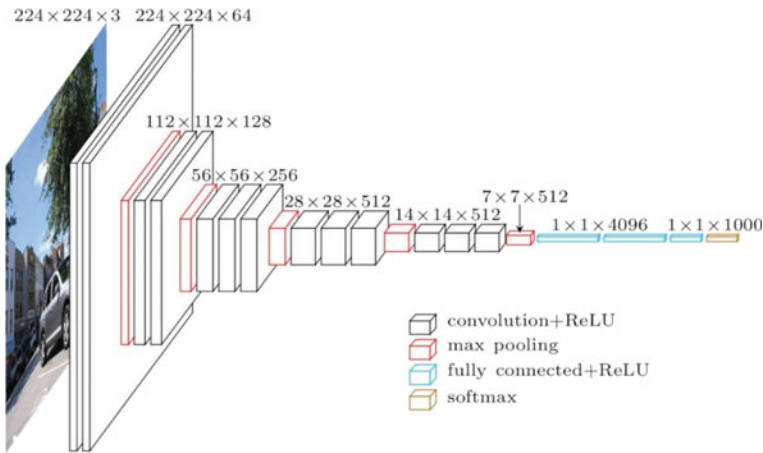 224×224×3
224×224×64
112×112×128
56×56×256
28×28×512
14×14×512
7×7×512
1×1×4096
1×1×1000
convolution+ReLU
max pooling
fully connected+ReLU
softmax